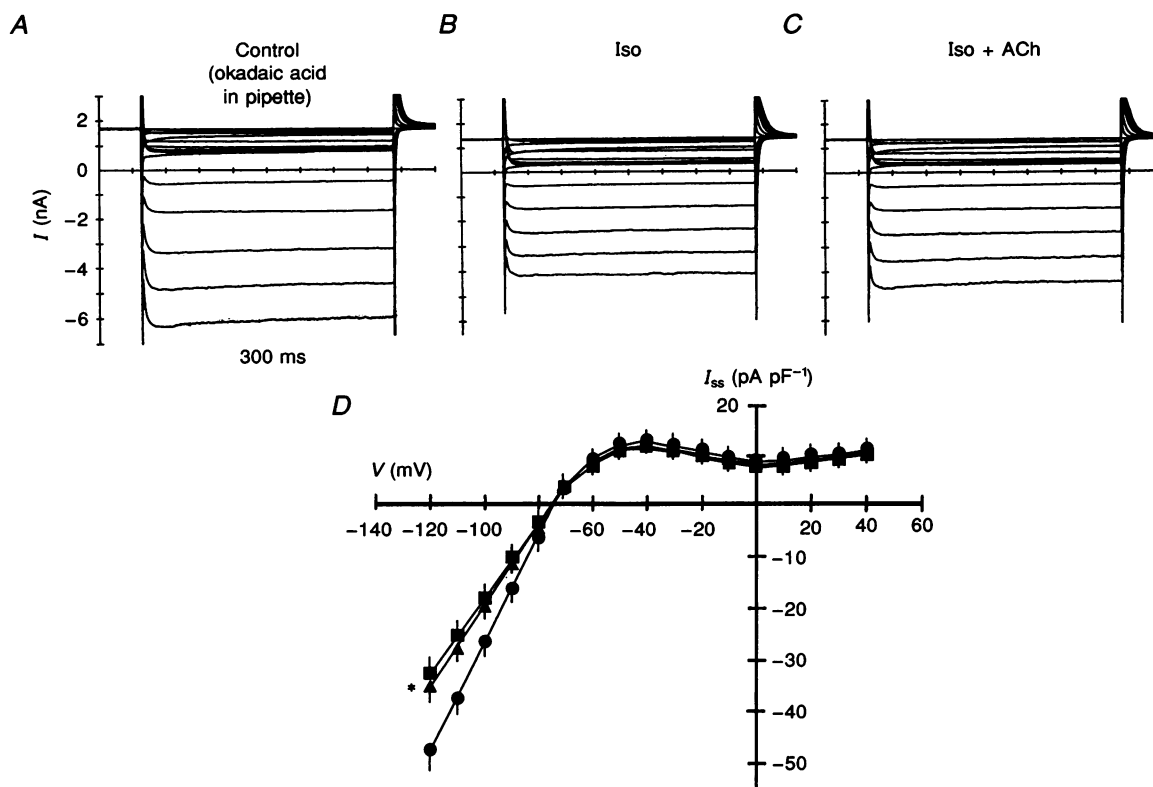 A
B
C
Control
(okadaic acid
in pipette)
Iso
Iso + ACh
I (nA)
2
0
−2
−4
−6
300 ms
D
I_ss (pA pF⁻¹)
20
V (mV)
−140 −120 −100 −80 −60 −40 −20 20 40 60
−10
−20
−30
−40
−50
*